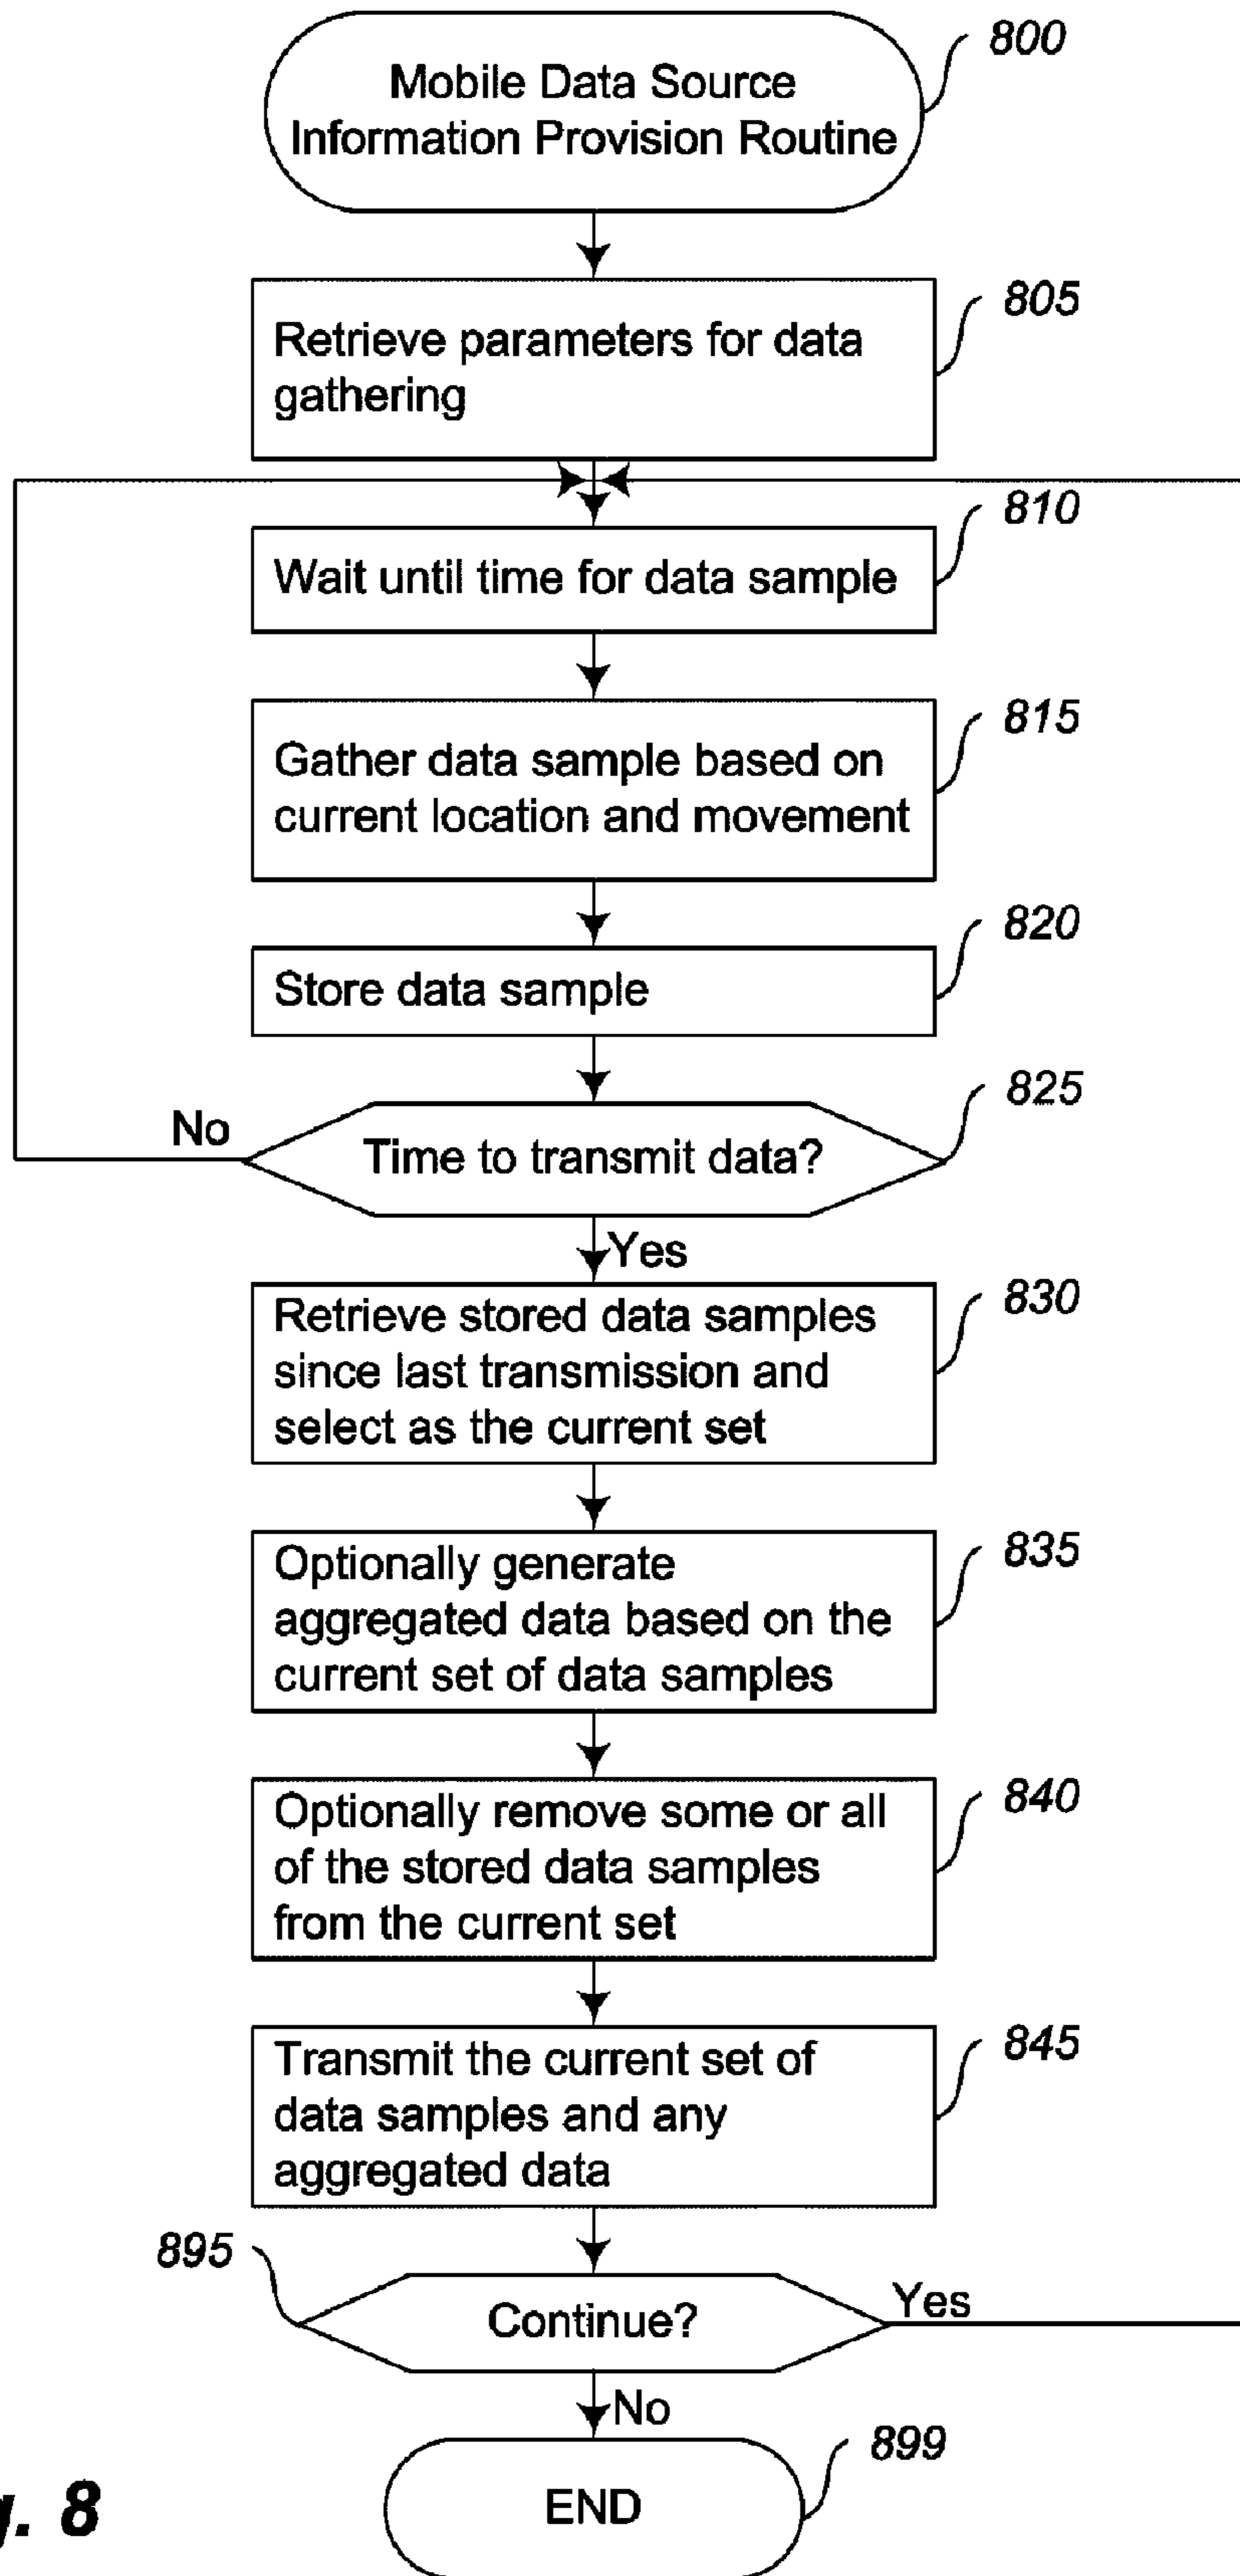 800
Mobile Data Source
Information Provision Routine
805
Retrieve parameters for data
gathering
810
Wait until time for data sample
815
Gather data sample based on
current location and movement
820
Store data sample
825
No
Time to transmit data?
Yes
830
Retrieve stored data samples
since last transmission and
select as the current set
835
Optionally generate
aggregated data based on the
current set of data samples
840
Optionally remove some or all
of the stored data samples
from the current set
845
Transmit the current set of
data samples and any
aggregated data
895
Continue?
Yes
No
899
END
g. 8